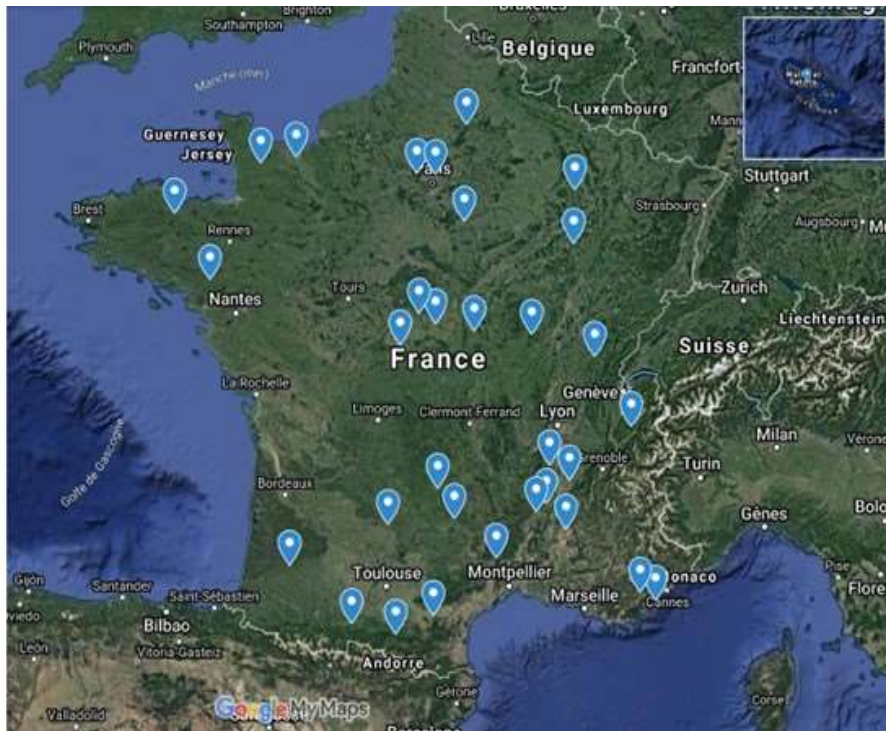 Bruxelles
Brighton
Southampton
Plymouth
Lille
Belgique
Manche (mer)
Francfort
Luxembourg
Guernesey
Jersey
Paris
Stuttgart
Brest
Strasbourg
Augsbourg
Rennes
Tours
Zurich
Nantes
Liechtenstein
France
Suisse
La Rochelle
Genève
Limoges
Clermont Ferrand
Lyon
Milan
Golfe de Gascogne
Grenoble
Turin
Bordeaux
Gênes
Toulouse
Montpellier
Monaco
Pise
Gijón
Santander
Saint-Sébastien
Marseille
Cannes
Bilbao
Vitoria-Gasteiz
León
Andorre
Gérone
Google My Maps
Valladolid